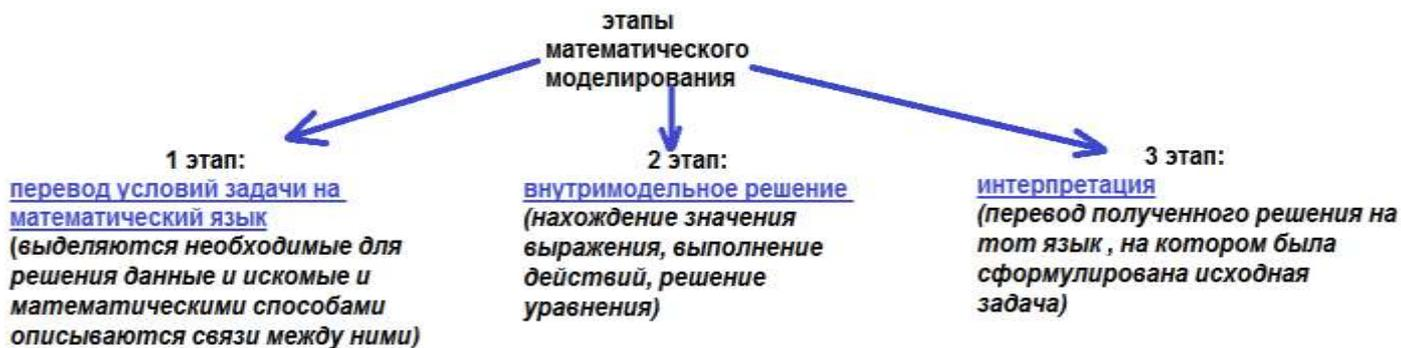 этапы
математического
моделирования
1 этап:
перевод условий задачи на
математический язык
(выделяются необходимые для
решения данные и искомые и
математическими способами
описываются связи между ними)
2 этап:
внутримодельное решение
(нахождение значения
выражения, выполнение
действий, решение
уравнения)
3 этап:
интерпретация
(перевод полученного решения на
тот язык , на котором была
сформулирована исходная
задача)